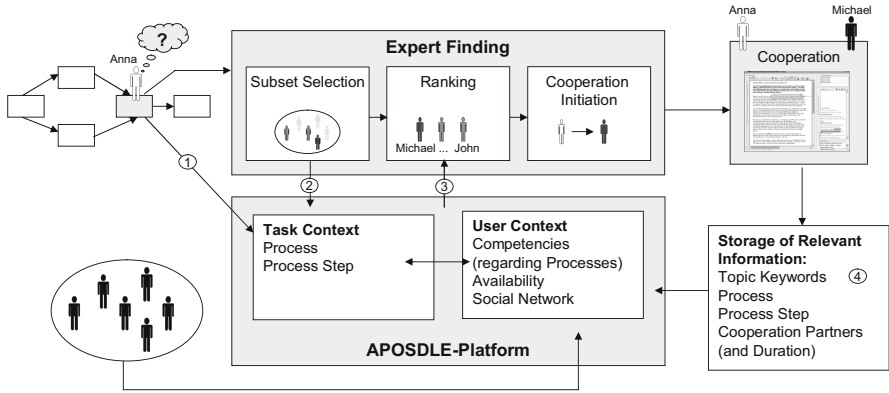 Anna
?
Expert Finding
Subset Selection
Ranking
Michael ... John
Cooperation
Initiation
Anna
Michael
Cooperation
1
2
3
Task Context
Process
Process Step
User Context
Competencies
(regarding Processes)
Availability
Social Network
APOSDLE-Platform
Storage of Relevant
Information:
Topic Keywords 4
Process
Process Step
Cooperation Partners
(and Duration)